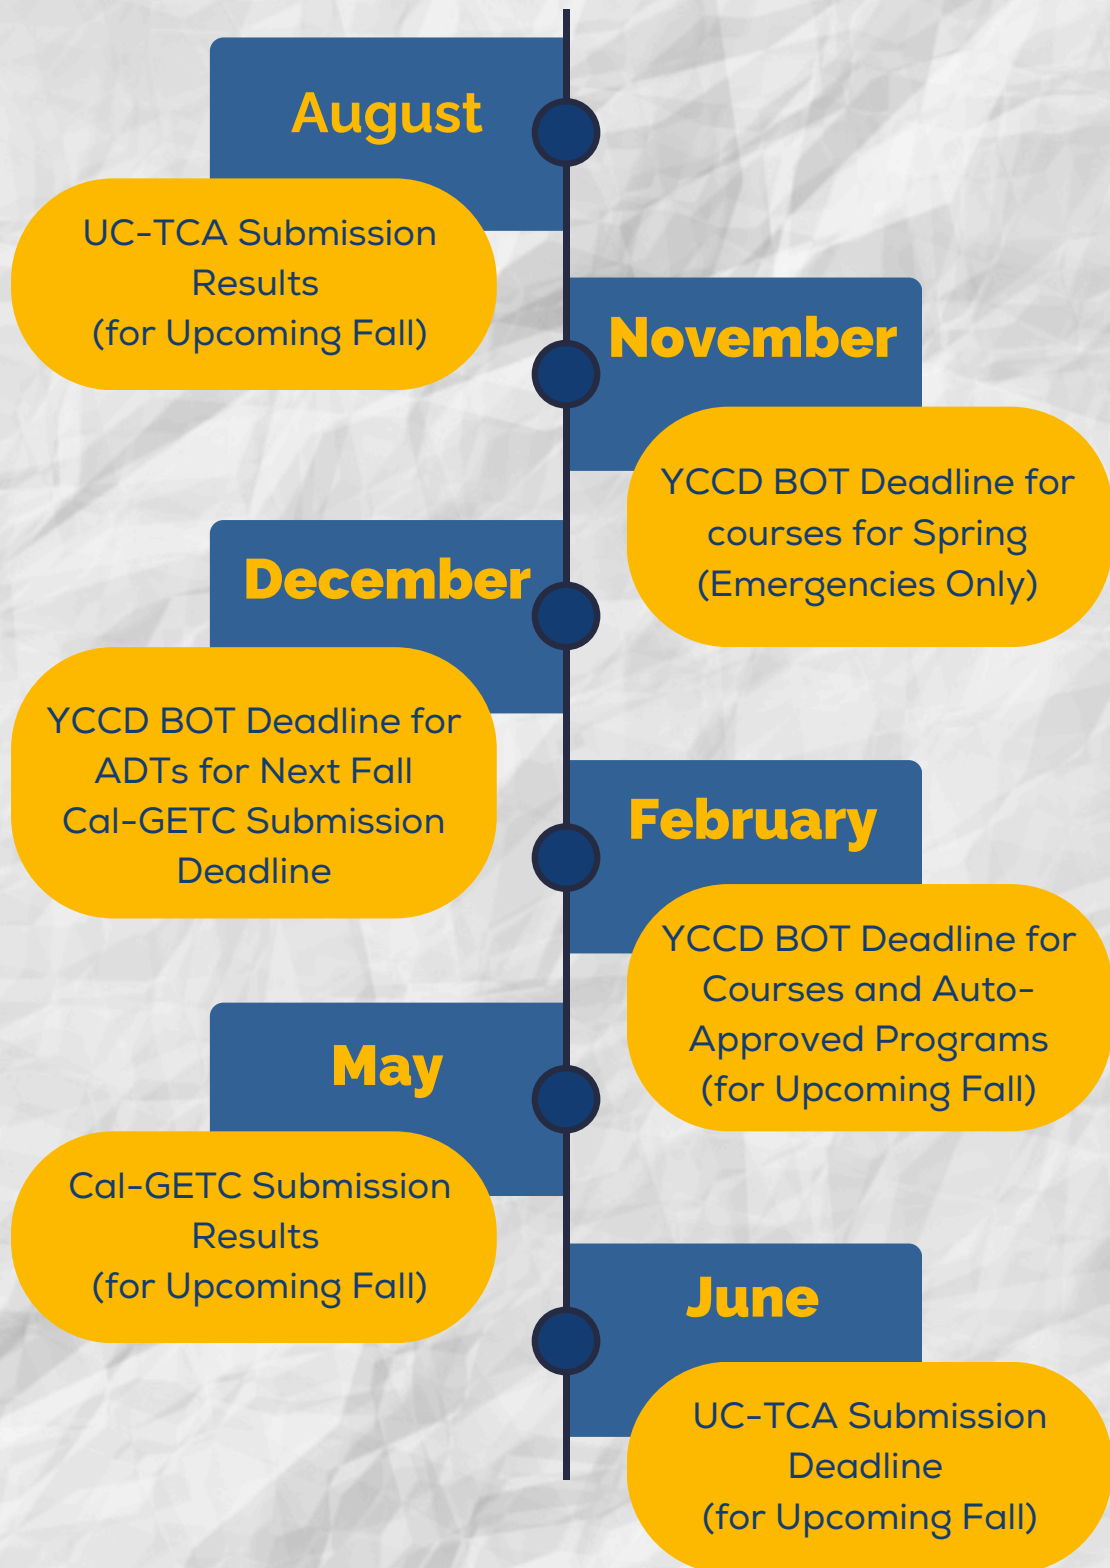 August
UC-TCA Submission
Results
(for Upcoming Fall)
November
YCCD BOT Deadline for
courses for Spring
(Emergencies Only)
December
YCCD BOT Deadline for
ADTs for Next Fall
Cal-GETC Submission
Deadline
February
YCCD BOT Deadline for
Courses and Auto-
Approved Programs
(for Upcoming Fall)
May
Cal-GETC Submission
Results
(for Upcoming Fall)
June
UC-TCA Submission
Deadline
(for Upcoming Fall)